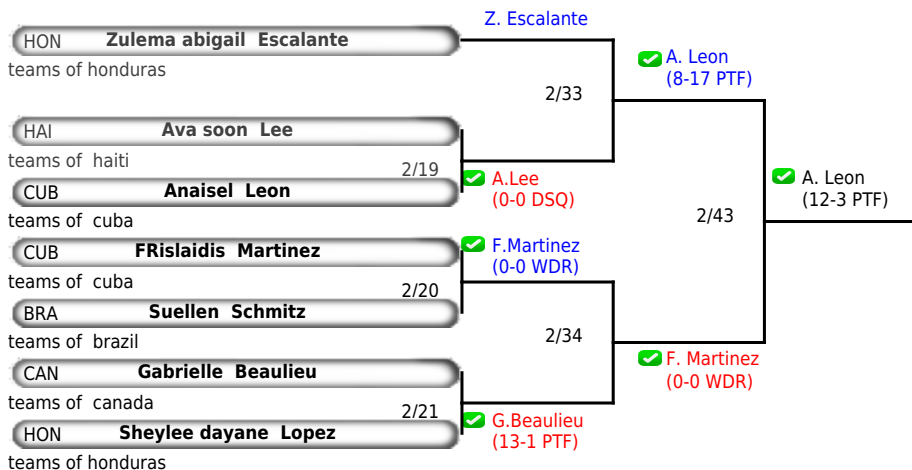 Z. Escalante
HON Zulema abigail Escalante
teams of honduras
A. Leon
(8-17 PTF)
2/33
HAI Ava soon Lee
teams of haiti
2/19
A.Lee
(0-0 DSQ)
CUB Anaisel Leon
teams of cuba
A. Leon
(12-3 PTF)
2/43
CUB FRislaidis Martinez
teams of cuba
F.Martinez
(0-0 WDR)
2/20
BRA Suellen Schmitz
teams of brazil
2/34
F. Martinez
(0-0 WDR)
CAN Gabrielle Beaulieu
teams of canada
2/21
G.Beaulieu
(13-1 PTF)
HON Sheylee dayane Lopez
teams of honduras